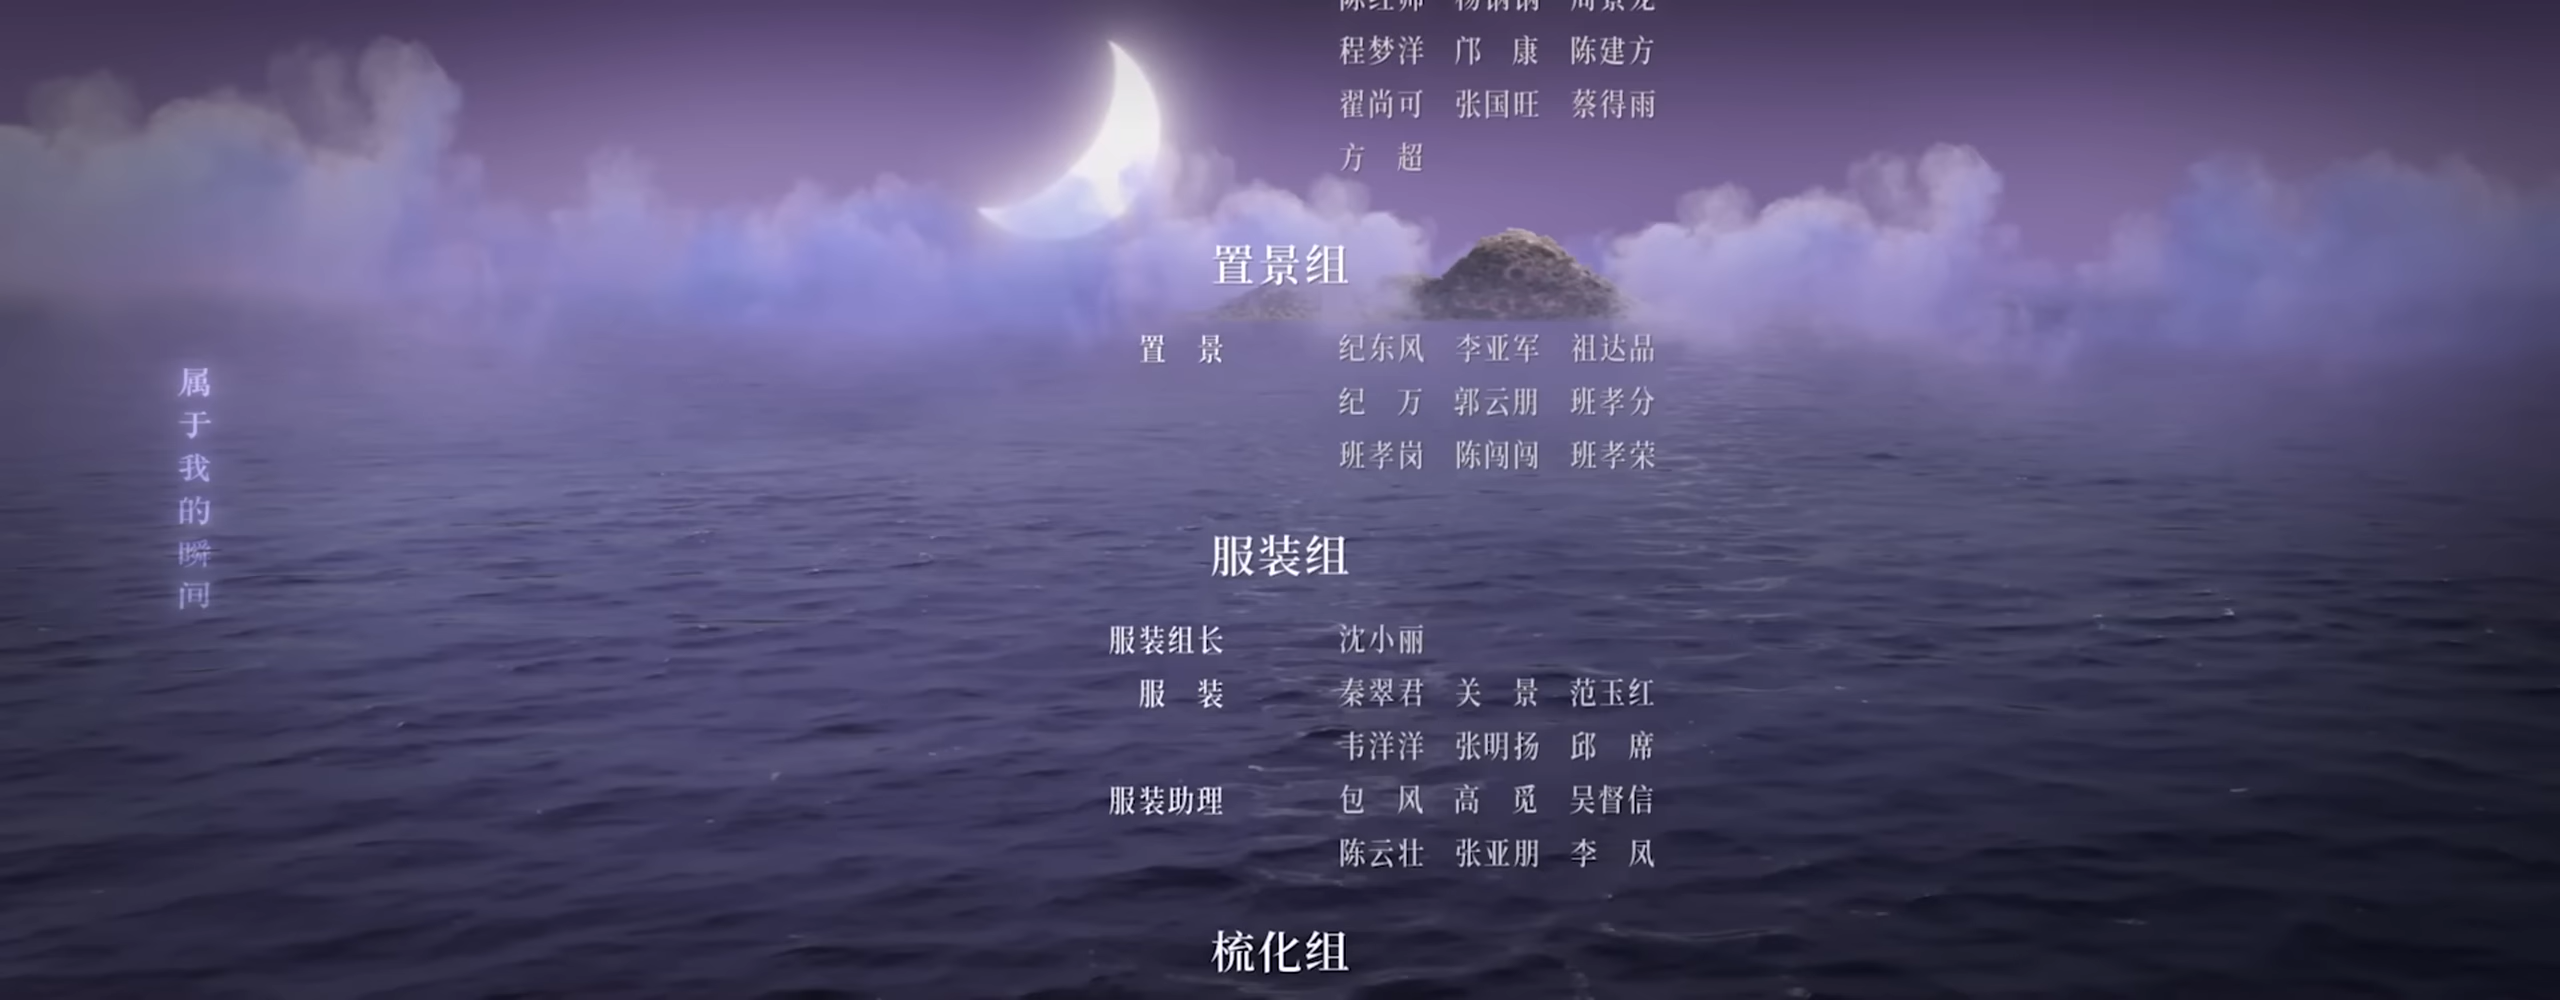 程梦洋 邝 康 陈建方
翟尚可 张国旺 蔡得雨
方 超
置景组
置 景 纪东风 李亚军 祖达品
纪 万 郭云朋 班孝分
班孝岗 陈闯闯 班孝荣
属于我的瞬间
服装组
服装组长 沈小丽
服 装 秦翠君 关 景 范玉红
韦洋洋 张明扬 邱 席
服装助理 包 风 高 觅 吴督信
陈云壮 张亚朋 李 凤
梳化组